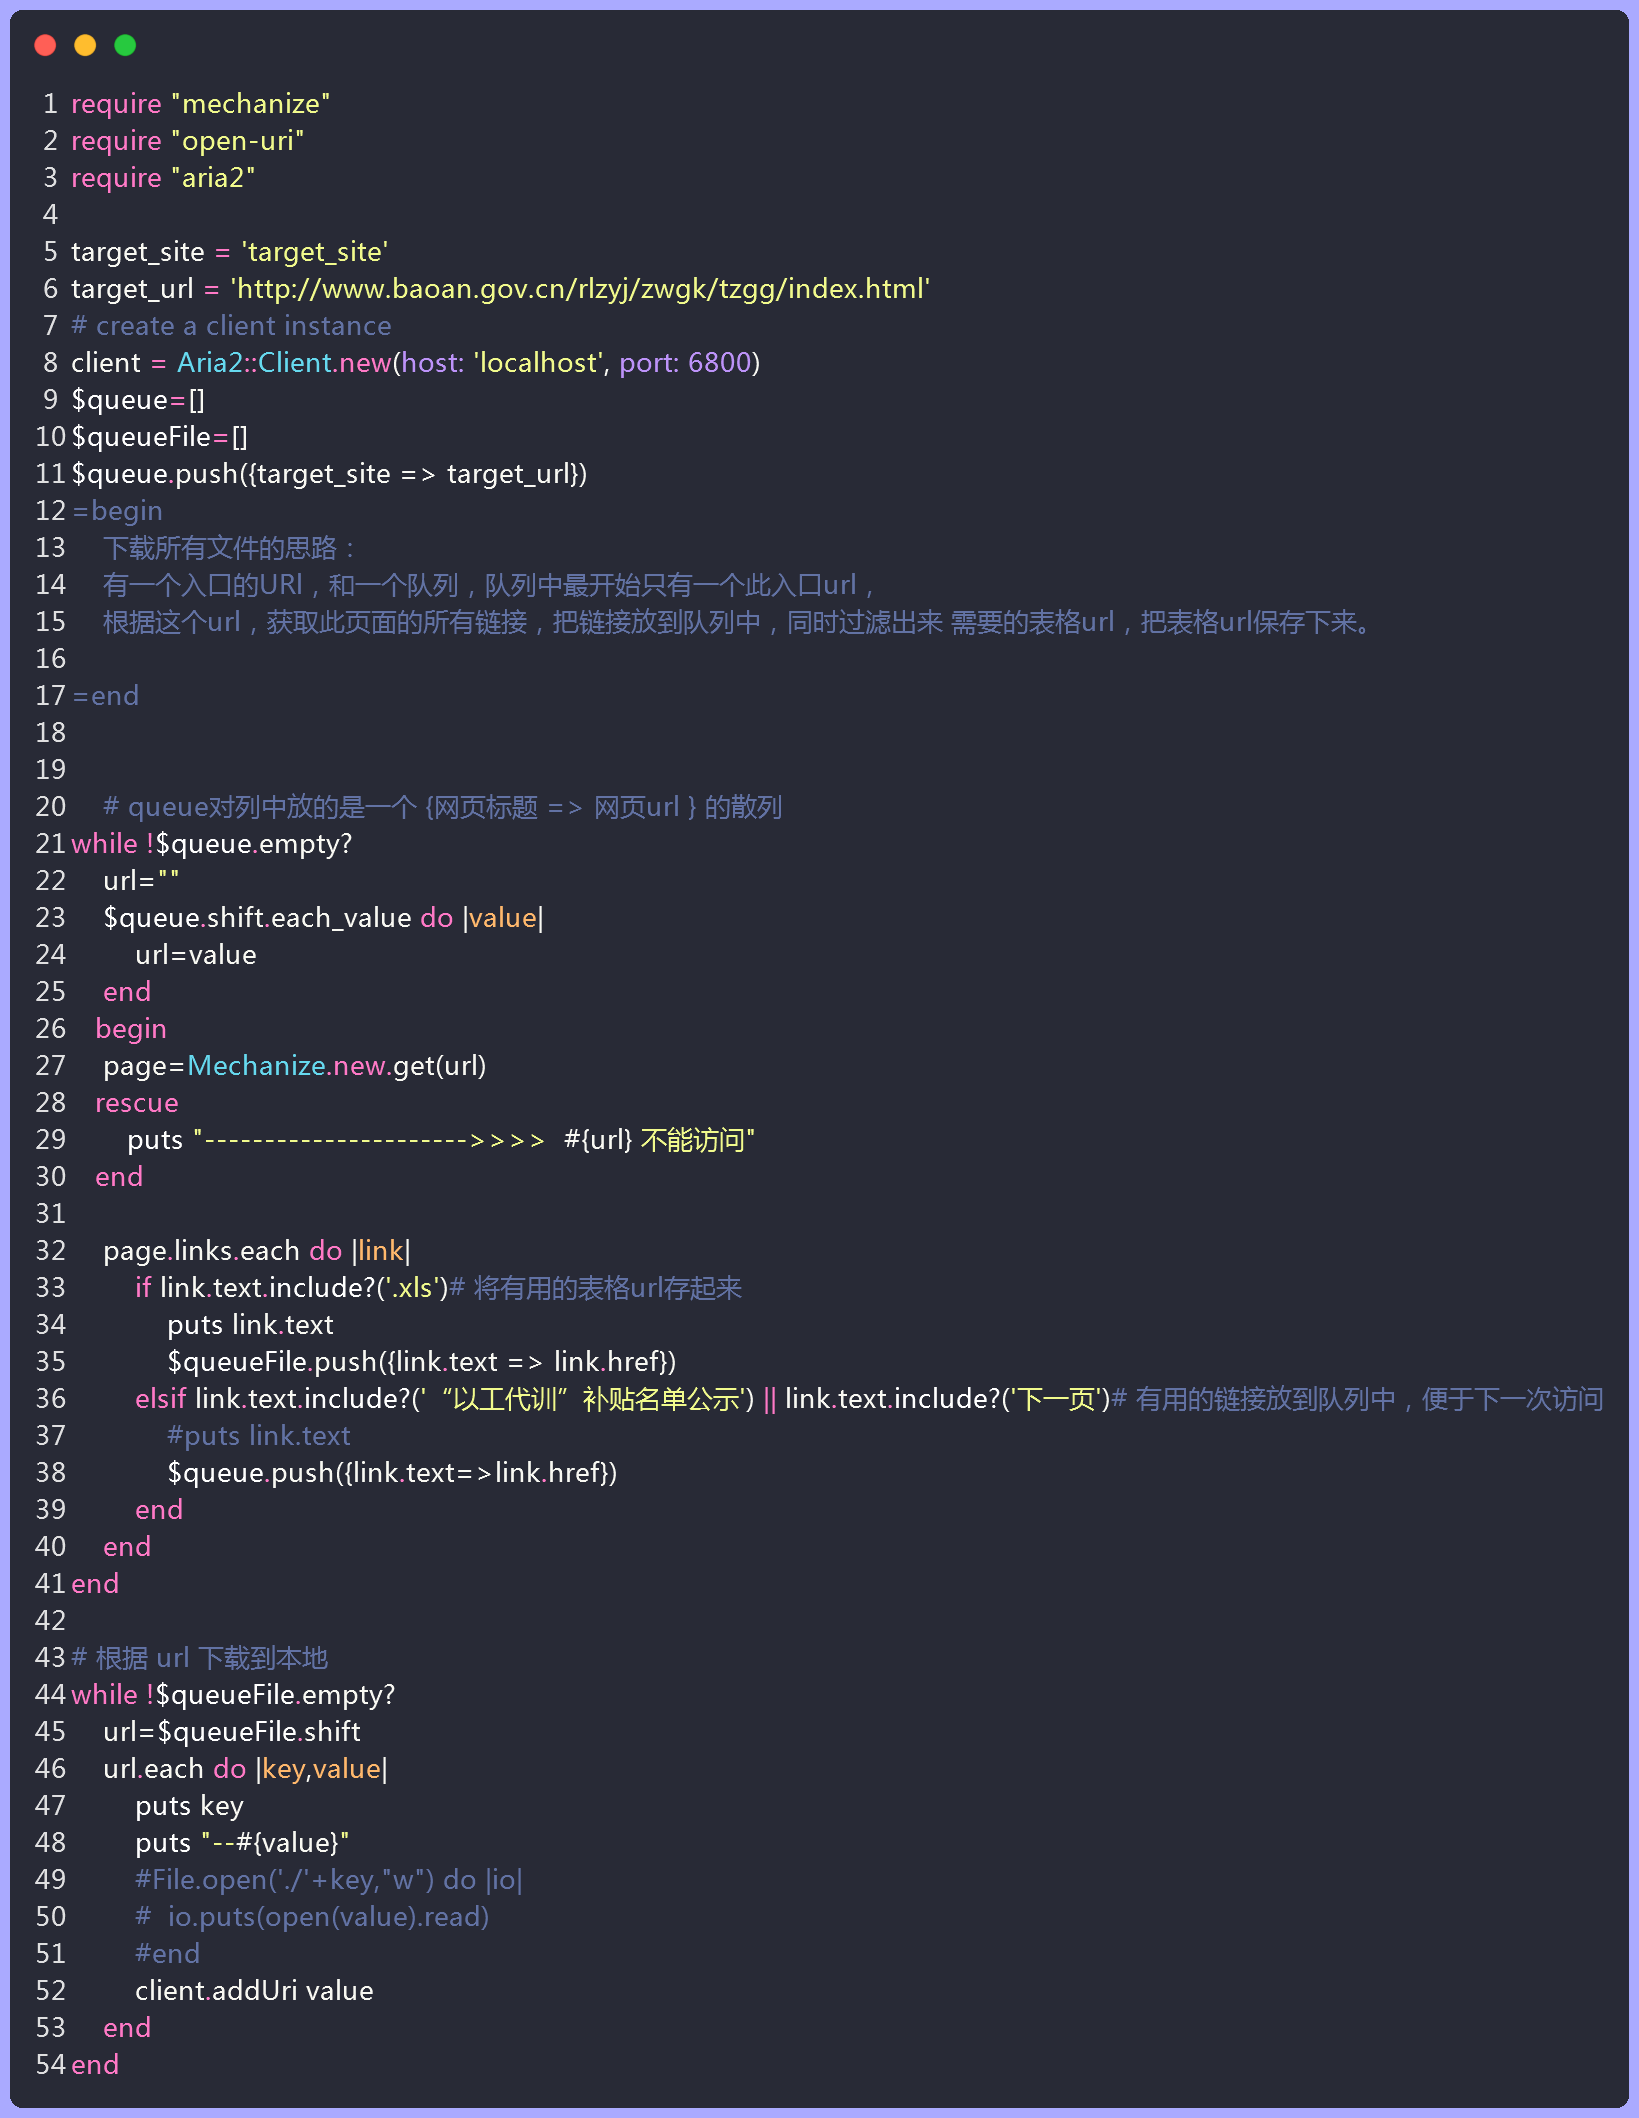 1 require "mechanize"
2 require "open-uri"
3 require "aria2"
4
5 target_site = 'target_site'
6 target_url = 'http://www.baoan.gov.cn/rlzyj/zwgk/tzgg/index.html'
7 # create a client instance
8 client = Aria2::Client.new(host: 'localhost', port: 6800)
9 $queue=[]
10 $queueFile=[]
11 $queue.push({target_site => target_url})
12 =begin
13     下载所有文件的思路：
14     有一个入口的URl，和一个队列，队列中最开始只有一个此入口url，
15     根据这个url，获取此页面的所有链接，把链接放到队列中，同时过滤出来 需要的表格url，把表格url保存下来。
16
17 =end
18
19
20     # queue对列中放的是一个 {网页标题 => 网页url } 的散列
21 while !$queue.empty?
22     url=""
23     $queue.shift.each_value do |value|
24         url=value
25     end
26    begin
27     page=Mechanize.new.get(url)
28    rescue
29        puts "---------------------->>>>  #{url} 不能访问"
30    end
31
32     page.links.each do |link|
33         if link.text.include?('.xls')# 将有用的表格url存起来
34             puts link.text
35             $queueFile.push({link.text => link.href})
36         elsif link.text.include?('“以工代训”补贴名单公示') || link.text.include?('下一页')# 有用的链接放到队列中，便于下一次访问
37             #puts link.text
38             $queue.push({link.text=>link.href})
39         end
40     end
41 end
42
43 # 根据 url 下载到本地
44 while !$queueFile.empty?
45     url=$queueFile.shift
46     url.each do |key,value|
47         puts key
48         puts "--#{value}"
49         #File.open('./'+key,"w") do |io|
50         #  io.puts(open(value).read)
51         #end
52         client.addUri value
53     end
54 end